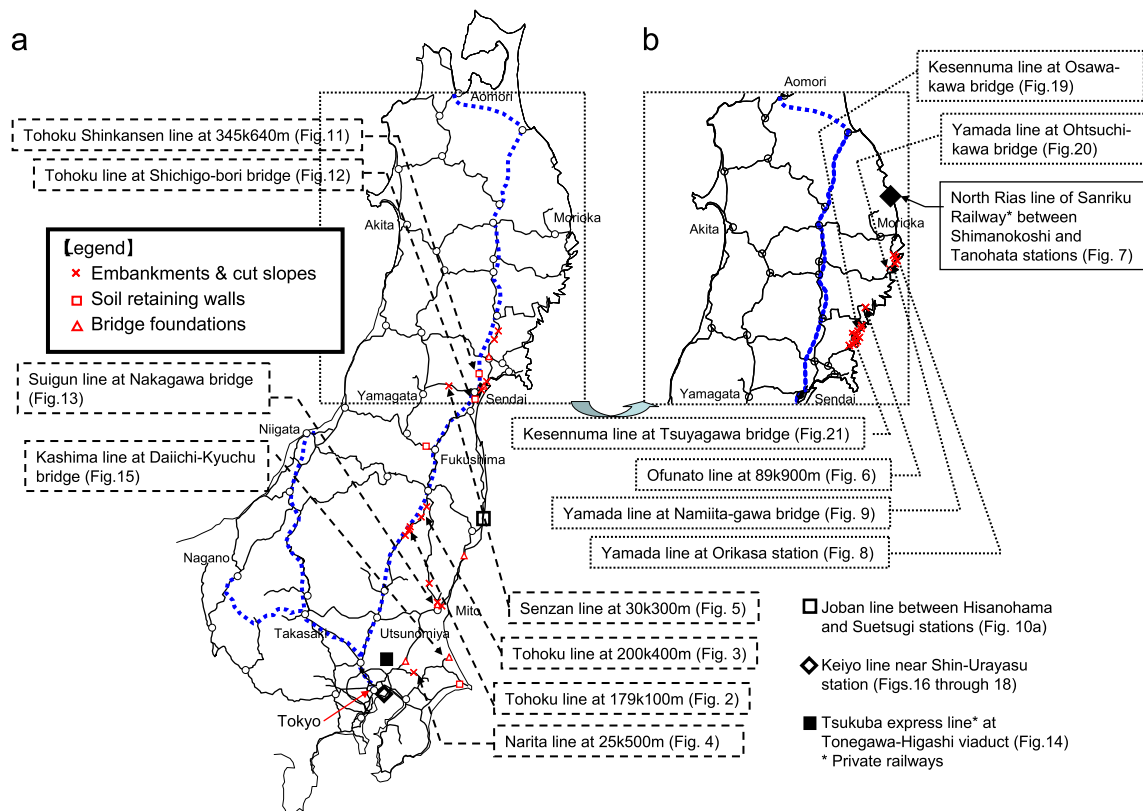 a
Aomori
Tohoku Shinkansen line at 345k640m (Fig.11)
Tohoku line at Shichigo-bori bridge (Fig.12)
Akita
Morioka
【Legend】
Embankments & cut slopes
Soil retaining walls
Bridge foundations
Suigun line at Nakagawa bridge
(Fig.13)
Yamagata
Sendai
Niigata
Kashima line at Daiichi-Kyuchu
bridge (Fig.15)
Fukushima
Nagano
Mito
Takasaki
Utsunomiya
Tokyo
Senzan line at 30k300m (Fig. 5)
Tohoku line at 200k400m (Fig. 3)
Tohoku line at 179k100m (Fig. 2)
Narita line at 25k500m (Fig. 4)
b
Aomori
Kesennuma line at Osawa-
kawa bridge (Fig.19)
Yamada line at Ohtsuchi-
kawa bridge (Fig.20)
North Rias line of Sanriku
Railway* between
Shimanokoshi and
Tanohata stations (Fig. 7)
Akita
Morioka
Yamagata
Sendai
Kesennuma line at Tsuyagawa bridge (Fig.21)
Ofunato line at 89k900m (Fig. 6)
Yamada line at Namiita-gawa bridge (Fig. 9)
Yamada line at Orikasa station (Fig. 8)
Joban line between Hisanohama
and Suetsugi stations (Fig. 10a)
Keiyo line near Shin-Urayasu
station (Figs.16 through 18)
Tsukuba express line* at
Tonegawa-Higashi viaduct (Fig.14)
* Private railways